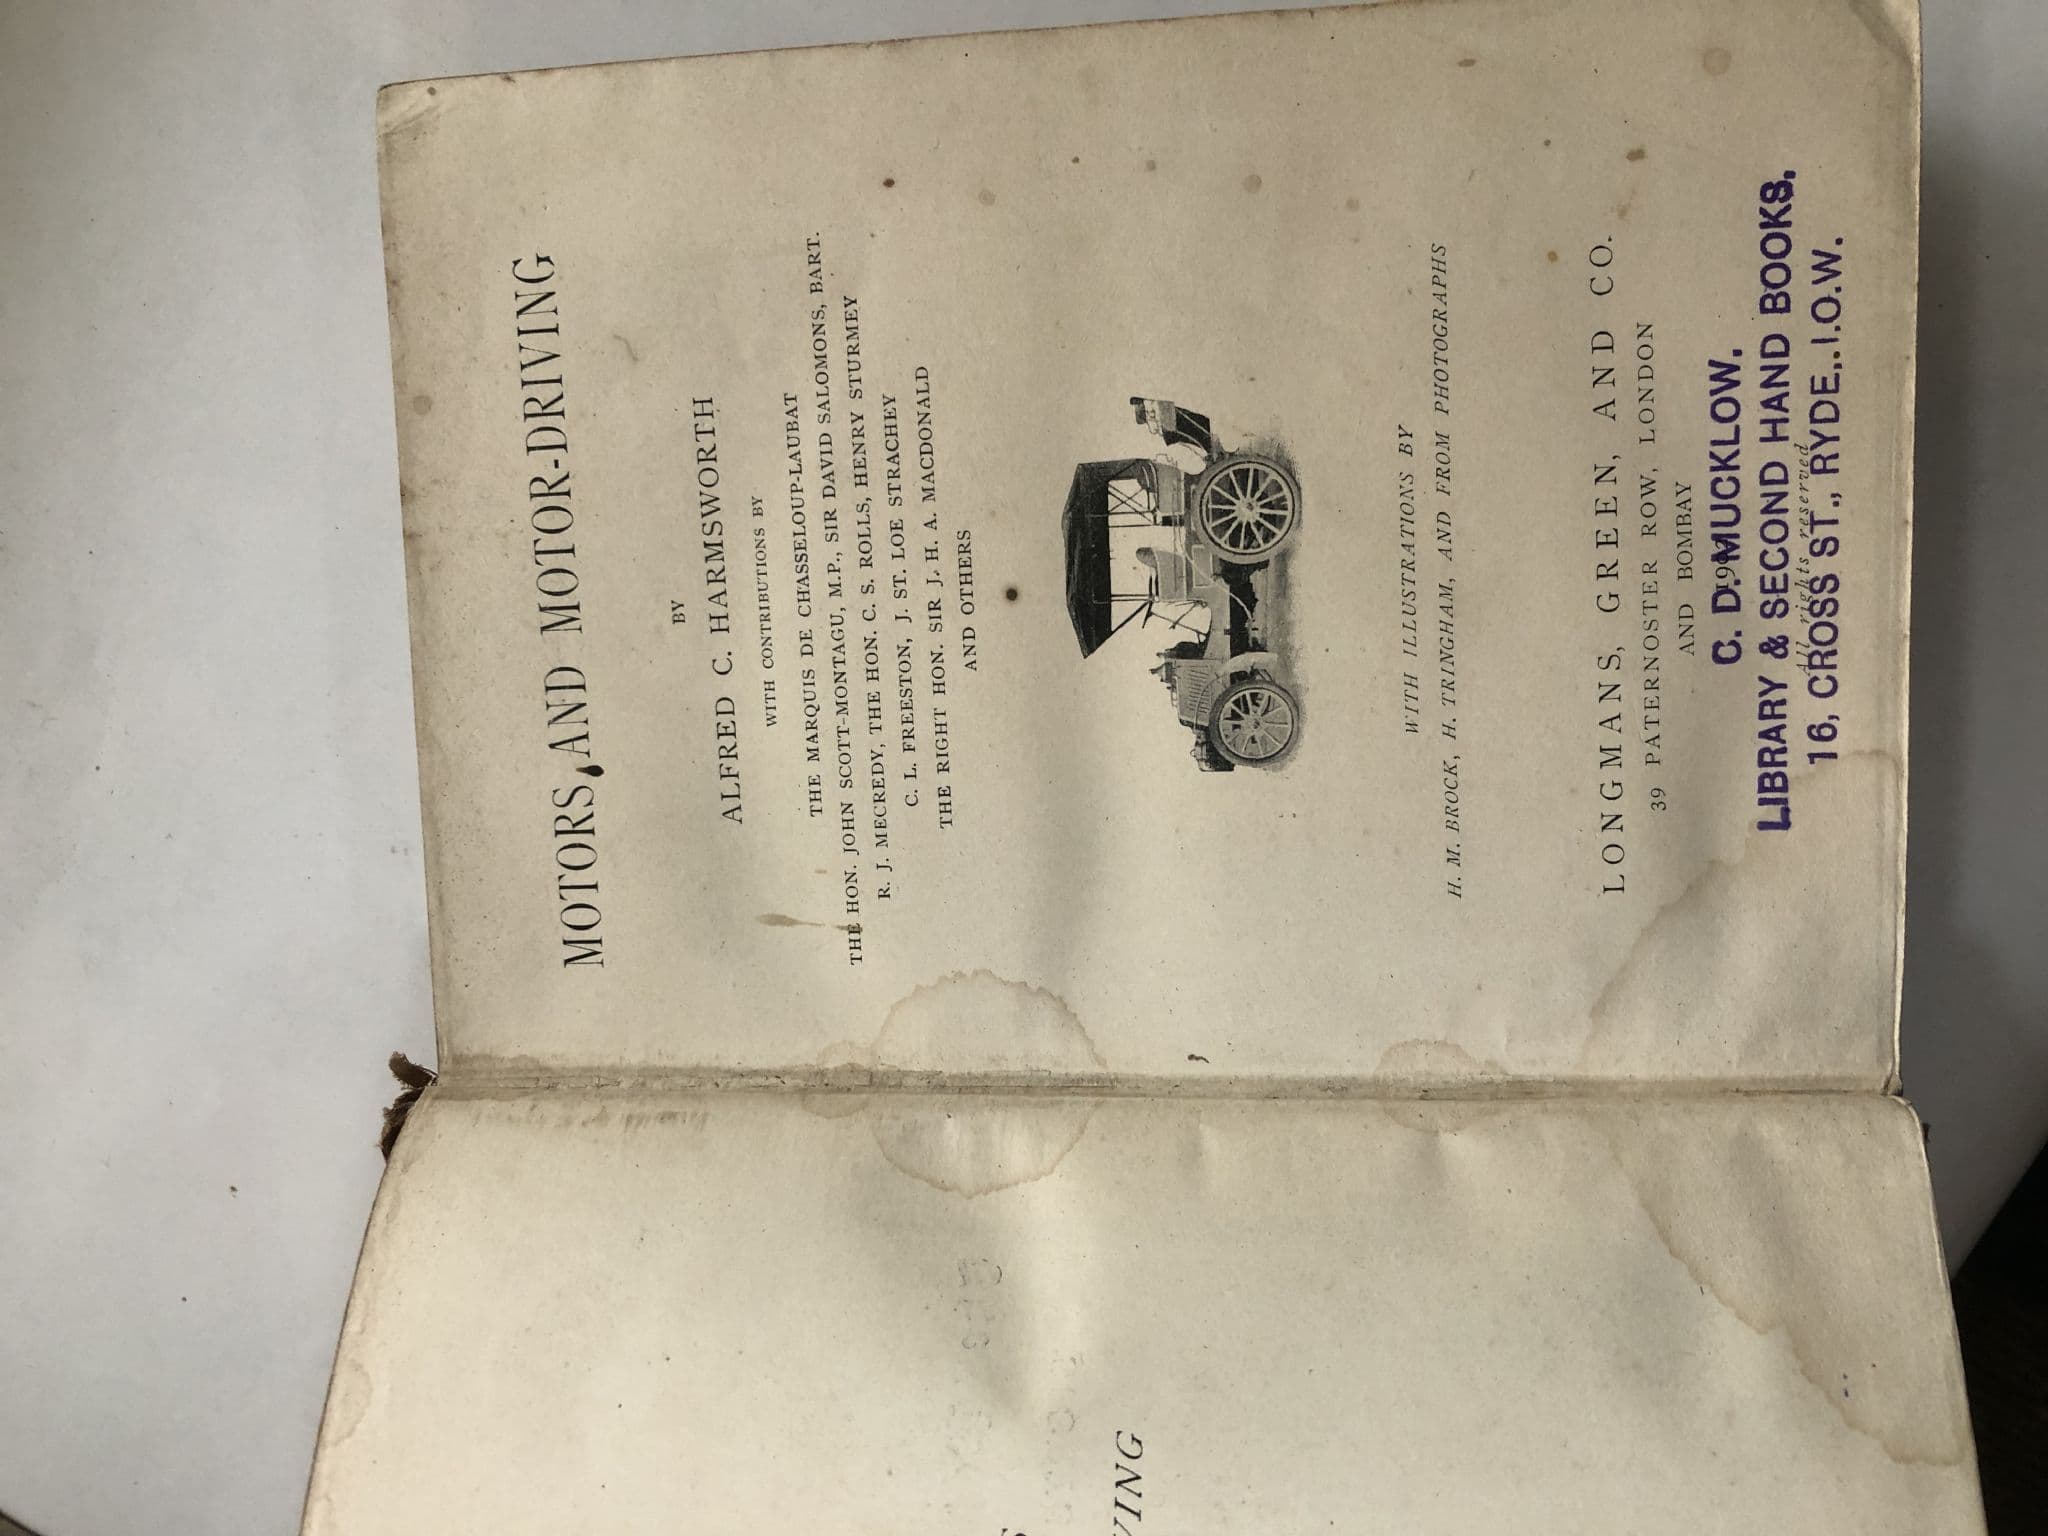 MOTORS AND MOTOR-DRIVING
BY
ALFRED C. HARMSWORTH
WITH CONTRIBUTIONS BY
THE MARQUIS DE CHASSELOUP-LAUBAT
THE HON. JOHN SCOTT-MONTAGU, M.P., SIR DAVID SALOMONS, BART.
R. J. MECREDY, THE HON. C. S. ROLLS, HENRY STURMEY
C. L. FREESTON, J. ST. LOE STRACHEY
THE RIGHT HON. SIR J. H. A. MACDONALD
AND OTHERS
WITH ILLUSTRATIONS BY
H. M. BROCK, H. TRINGHAM, AND FROM PHOTOGRAPHS
LONGMANS, GREEN, AND CO.
39 PATERNOSTER ROW, LONDON
AND BOMBAY
C. D. MUCKLOW.
LIBRARY & SECOND HAND BOOKS.
All rights reserved
16, CROSS ST., RYDE, I.O.W.
VING